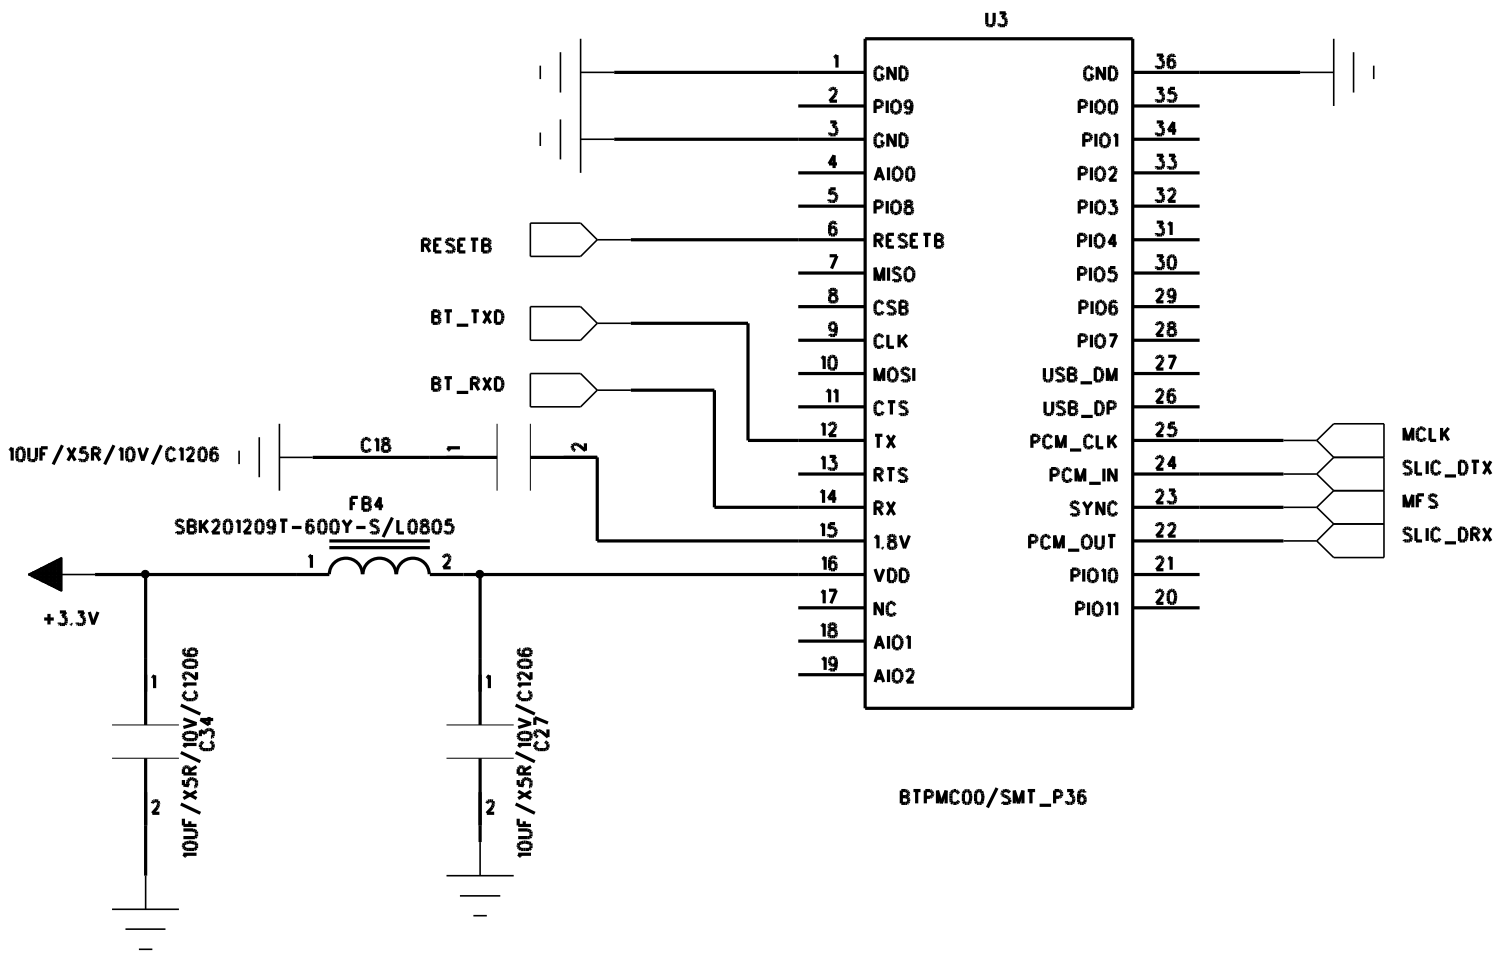 U3
1 GND
2 PIO9
3 GND
4 AIO0
5 PIO8
6 RESETB
7 MISO
8 CSB
9 CLK
10 MOSI
11 CTS
12 TX
13 RTS
14 RX
15 1.8V
16 VDD
17 NC
18 AIO1
19 AIO2
GND 36
PIO0 35
PIO1 34
PIO2 33
PIO3 32
PIO4 31
PIO5 30
PIO6 29
PIO7 28
USB_DM 27
USB_DP 26
PCM_CLK 25
PCM_IN 24
SYNC 23
PCM_OUT 22
PIO10 21
PIO11 20
RESETB
BT_TXD
BT_RXD
10UF/X5R/10V/C1206
C18
1
2
FB4
SBK201209T-600Y-S/L0805
1
2
+3.3V
1
2
10UF/X5R/10V/C1206
C34
1
2
10UF/X5R/10V/C1206
C27
MCLK
SLIC_DTX
MFS
SLIC_DRX
BTPMC00/SMT_P36